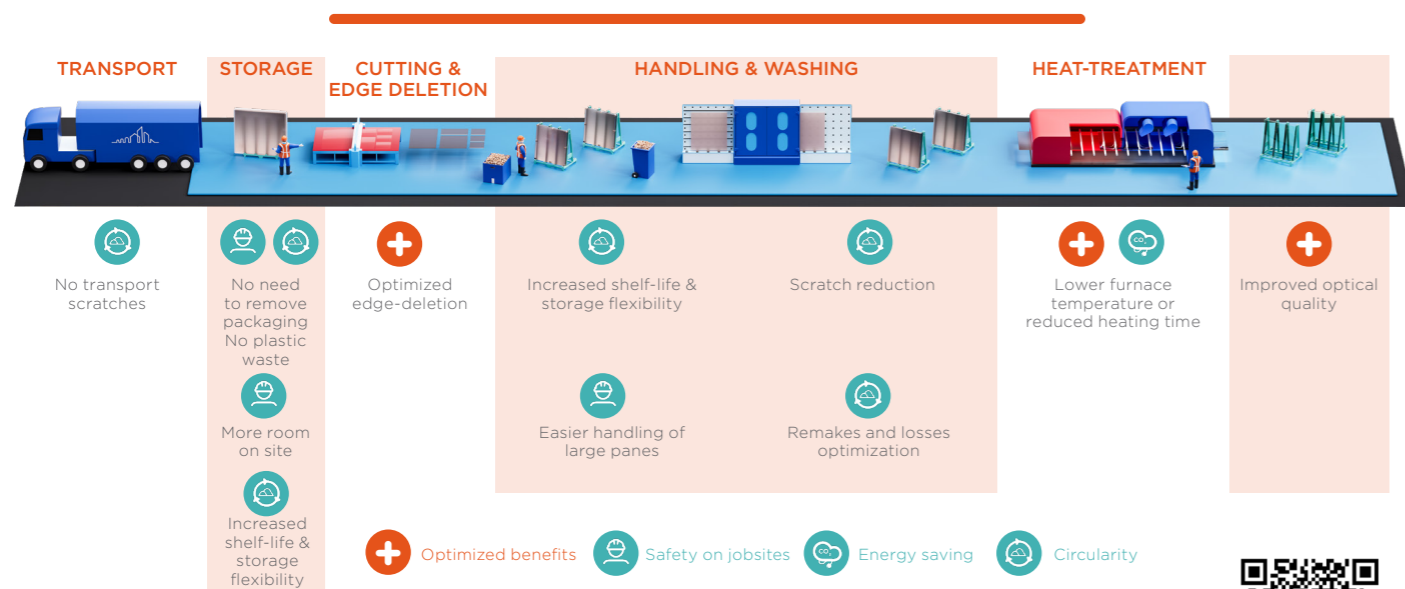 TRANSPORT
STORAGE
CUTTING &
EDGE DELETION
HANDLING & WASHING
HEAT-TREATMENT
No transport
scratches
No need
to remove
packaging
No plastic
waste
More room
on site
Increased
shelf-life &
storage
flexibility
Optimized
edge-deletion
Increased shelf-life &
storage flexibility
Easier handling of
large panes
Scratch reduction
Remakes and losses
optimization
CO₂
Lower furnace
temperature or
reduced heating time
Improved optical
quality
Optimized benefits
Safety on jobsites
CO₂
Energy saving
Circularity